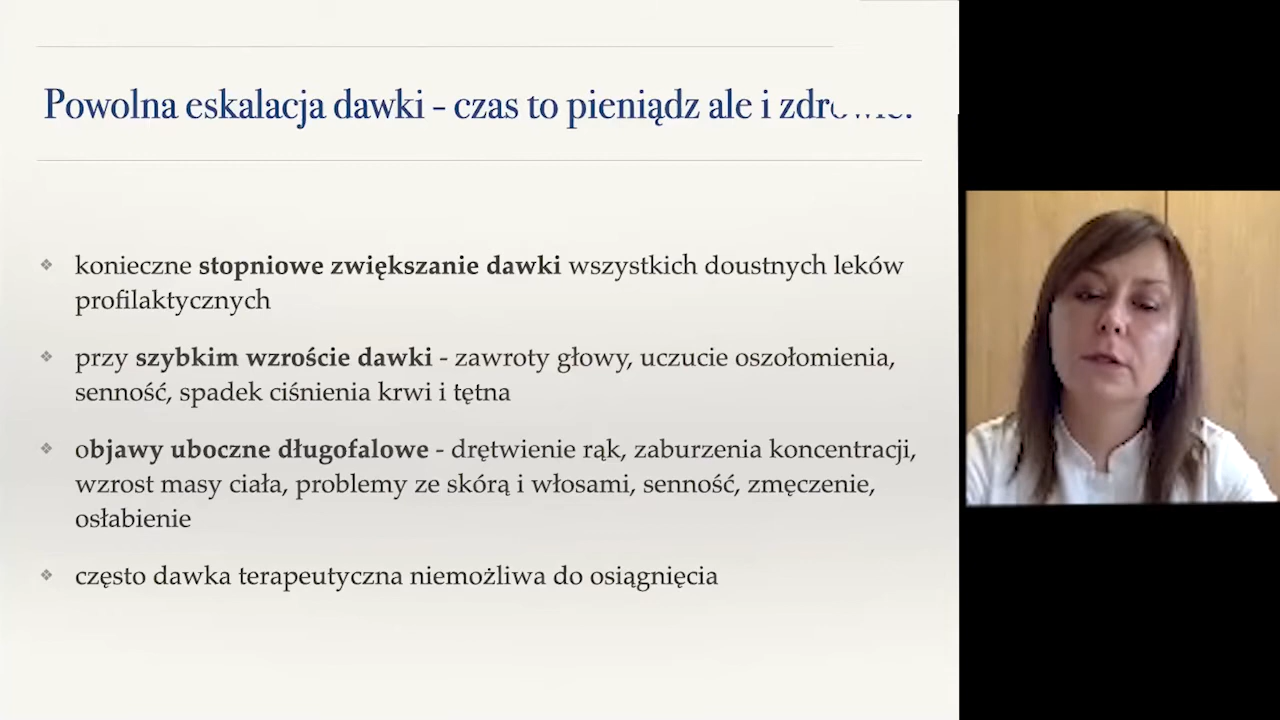 Powolna eskalacja dawki - czas to pieniądz ale i zdrowie!
konieczne stopniowe zwiększanie dawki wszystkich doustnych leków
profilaktycznych
przy szybkim wzroście dawki - zawroty głowy, uczucie oszołomienia,
senność, spadek ciśnienia krwi i tętna
objawy uboczne długofalowe - drętwienie rąk, zaburzenia koncentracji,
wzrost masy ciała, problemy ze skórą i włosami, senność, zmęczenie,
osłabienie
często dawka terapeutyczna niemożliwa do osiągnięcia